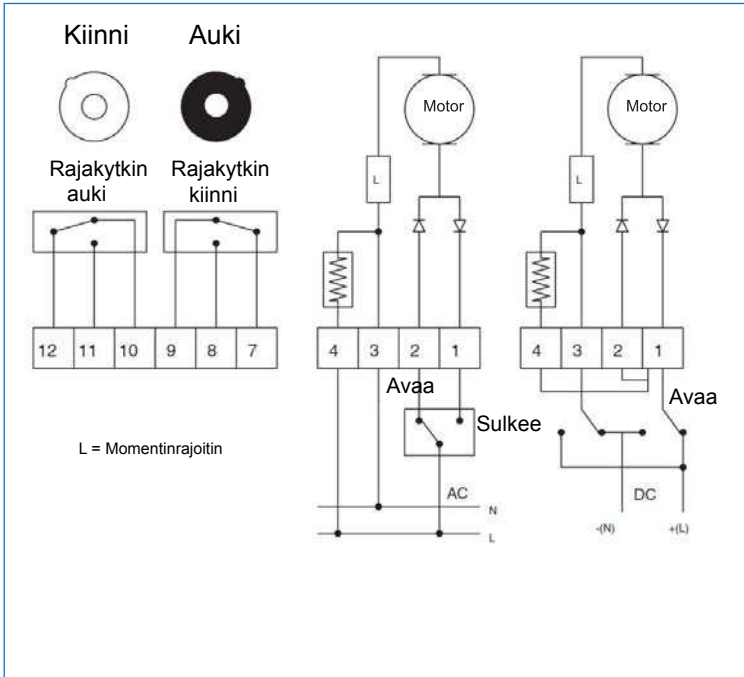 Kiinni
Auki
Rajakytkin
auki
Rajakytkin
kiinni
12 11 10 9 8 7
L = Momentinrajoitin
Motor
L
4 3 2 1
Avaa
Sulkee
AC
N
L
Motor
L
4 3 2 1
Avaa
DC
-(N)
+(L)